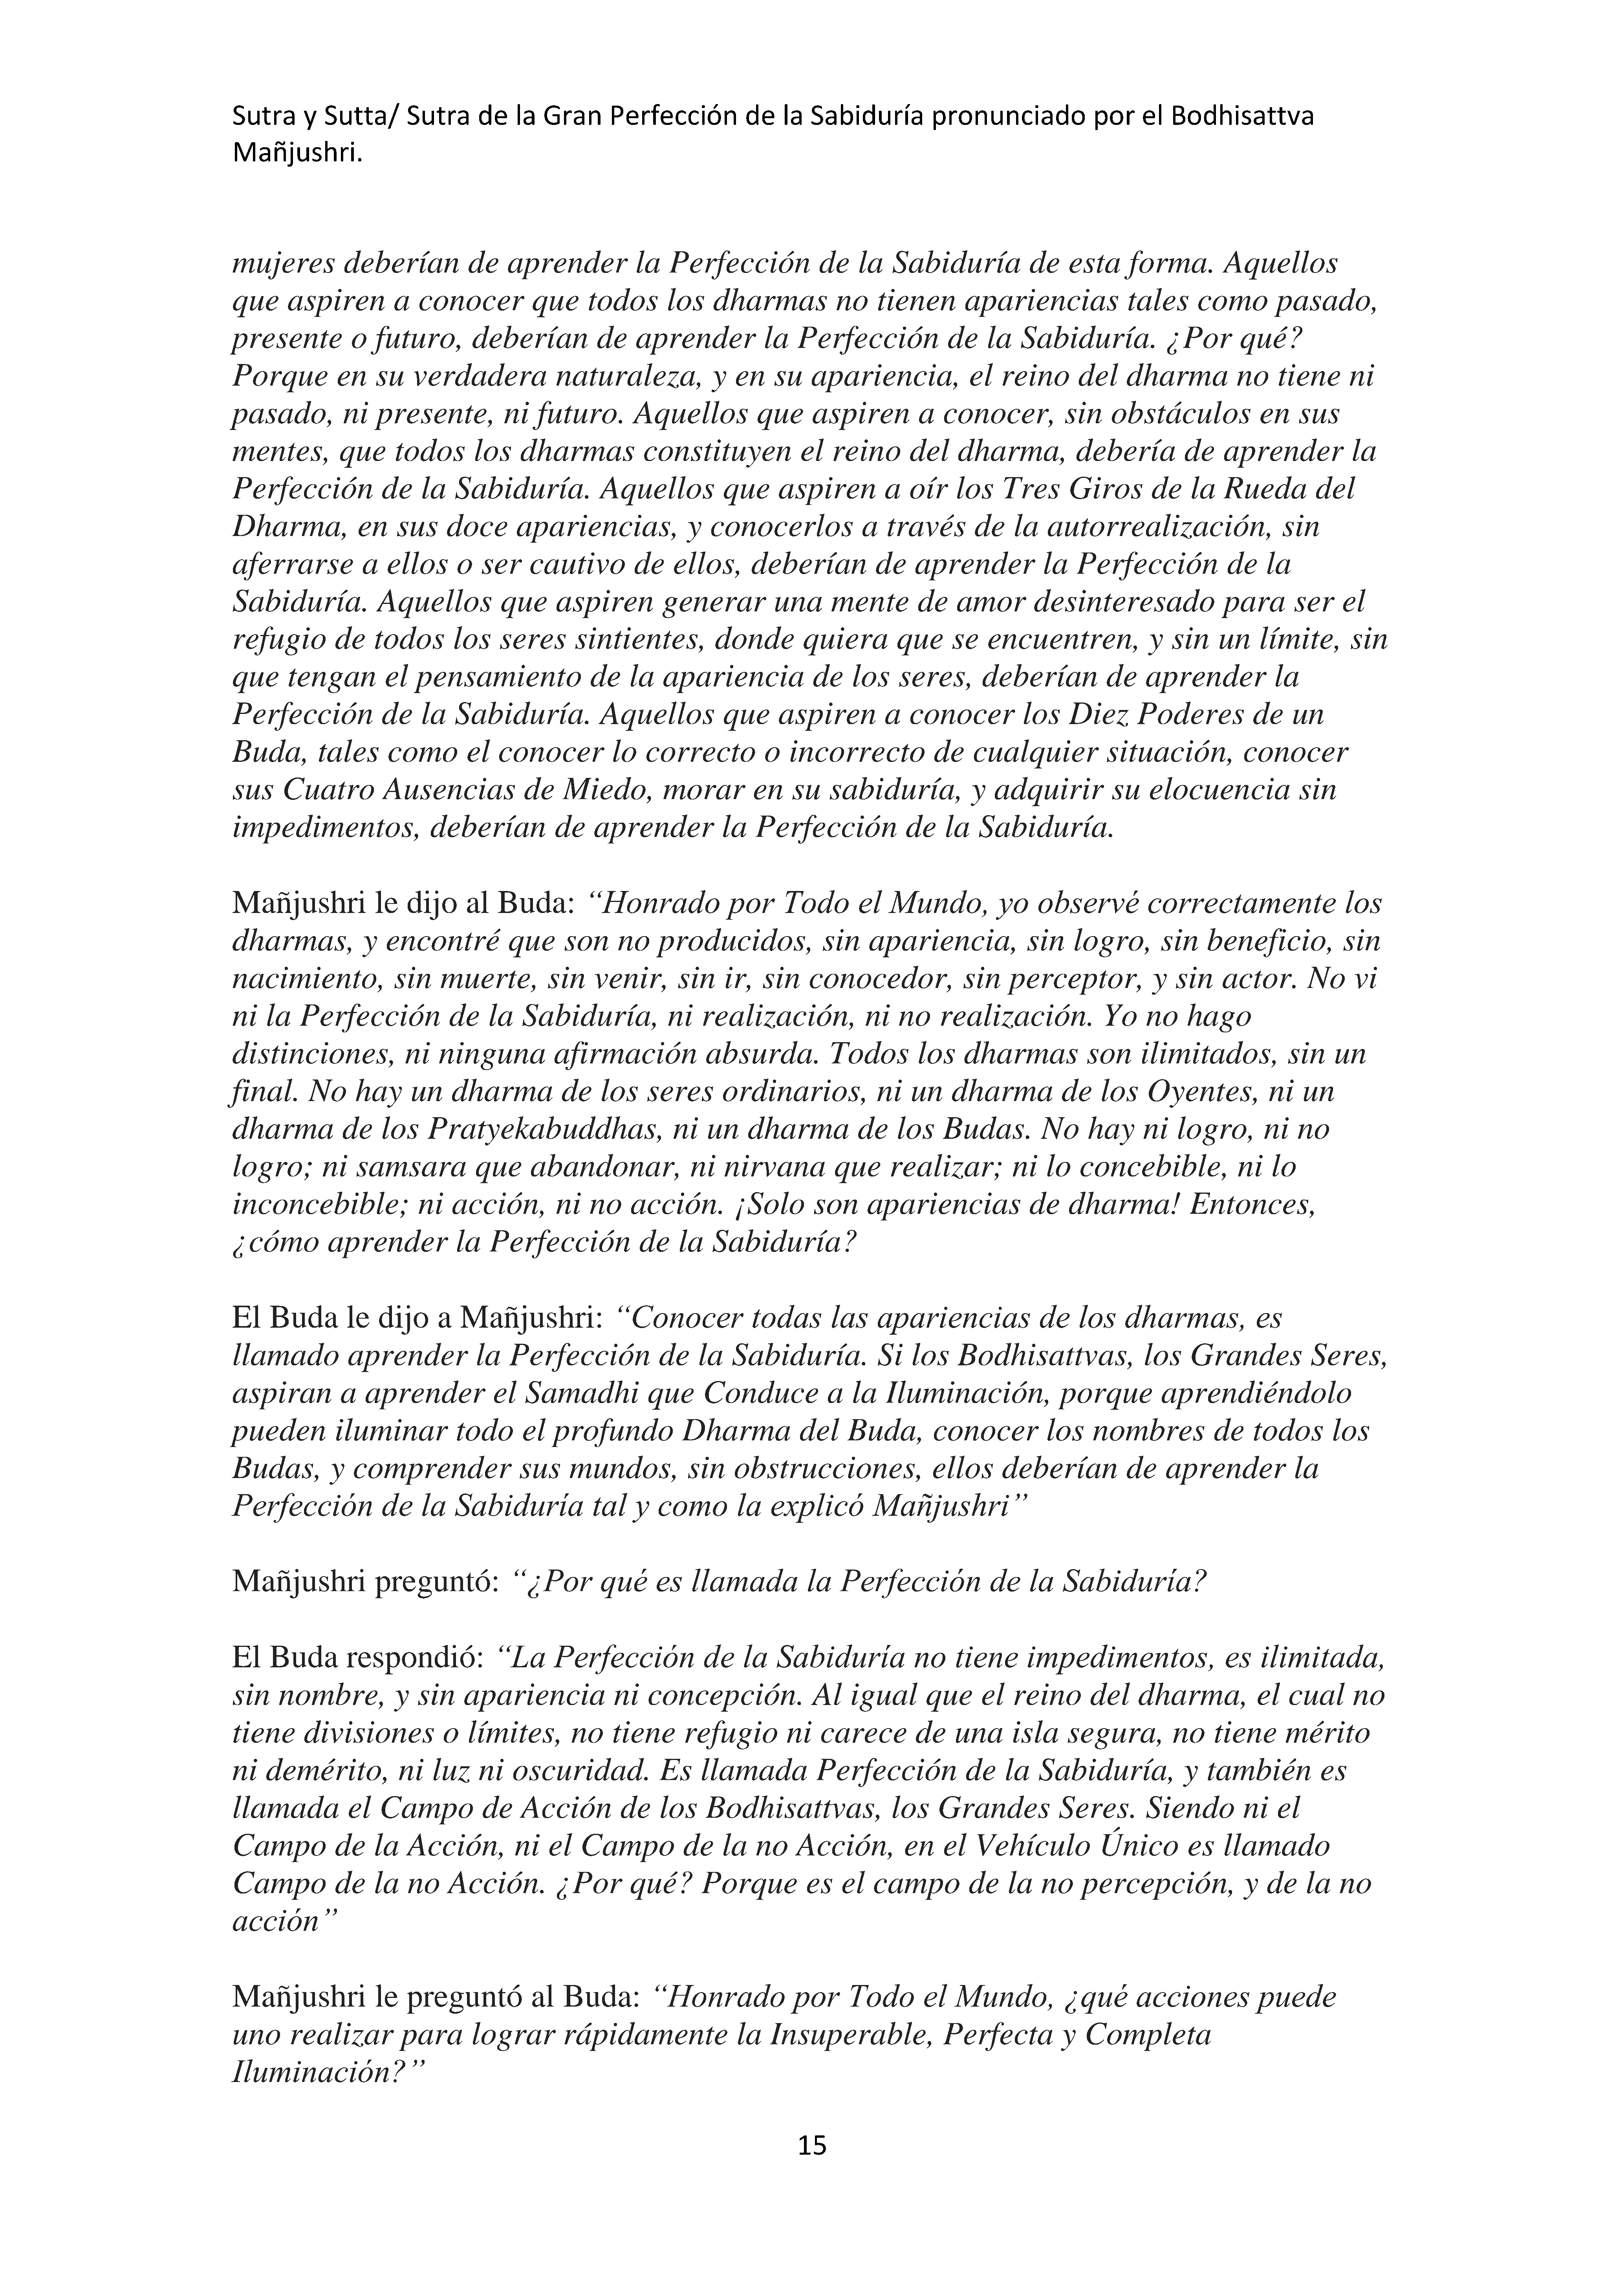 Sutra y Sutta/ Sutra de la Gran Perfección de la Sabiduría pronunciado por el Bodhisattva
Mañjushri.
mujeres deberían de aprender la Perfección de la Sabiduría de esta forma. Aquellos
que aspiren a conocer que todos los dharmas no tienen apariencias tales como pasado,
presente o futuro, deberían de aprender la Perfección de la Sabiduría. ¿Por qué?
Porque en su verdadera naturaleza, y en su apariencia, el reino del dharma no tiene ni
pasado, ni presente, ni futuro. Aquellos que aspiren a conocer, sin obstáculos en sus
mentes, que todos los dharmas constituyen el reino del dharma, debería de aprender la
Perfección de la Sabiduría. Aquellos que aspiren a oír los Tres Giros de la Rueda del
Dharma, en sus doce apariencias, y conocerlos a través de la autorrealización, sin
aferrarse a ellos o ser cautivo de ellos, deberían de aprender la Perfección de la
Sabiduría. Aquellos que aspiren generar una mente de amor desinteresado para ser el
refugio de todos los seres sintientes, donde quiera que se encuentren, y sin un límite, sin
que tengan el pensamiento de la apariencia de los seres, deberían de aprender la
Perfección de la Sabiduría. Aquellos que aspiren a conocer los Diez Poderes de un
Buda, tales como el conocer lo correcto o incorrecto de cualquier situación, conocer
sus Cuatro Ausencias de Miedo, morar en su sabiduría, y adquirir su elocuencia sin
impedimentos, deberían de aprender la Perfección de la Sabiduría.
Mañjushri le dijo al Buda: “Honrado por Todo el Mundo, yo observé correctamente los
dharmas, y encontré que son no producidos, sin apariencia, sin logro, sin beneficio, sin
nacimiento, sin muerte, sin venir, sin ir, sin conocedor, sin perceptor, y sin actor. No vi
ni la Perfección de la Sabiduría, ni realización, ni no realización. Yo no hago
distinciones, ni ninguna afirmación absurda. Todos los dharmas son ilimitados, sin un
final. No hay un dharma de los seres ordinarios, ni un dharma de los Oyentes, ni un
dharma de los Pratyekabuddhas, ni un dharma de los Budas. No hay ni logro, ni no
logro; ni samsara que abandonar, ni nirvana que realizar; ni lo concebible, ni lo
inconcebible; ni acción, ni no acción. ¡Solo son apariencias de dharma! Entonces,
¿cómo aprender la Perfección de la Sabiduría?
El Buda le dijo a Mañjushri: “Conocer todas las apariencias de los dharmas, es
llamado aprender la Perfección de la Sabiduría. Si los Bodhisattvas, los Grandes Seres,
aspiran a aprender el Samadhi que Conduce a la Iluminación, porque aprendiéndolo
pueden iluminar todo el profundo Dharma del Buda, conocer los nombres de todos los
Budas, y comprender sus mundos, sin obstrucciones, ellos deberían de aprender la
Perfección de la Sabiduría tal y como la explicó Mañjushri”
Mañjushri preguntó: “¿Por qué es llamada la Perfección de la Sabiduría?
El Buda respondió: “La Perfección de la Sabiduría no tiene impedimentos, es ilimitada,
sin nombre, y sin apariencia ni concepción. Al igual que el reino del dharma, el cual no
tiene divisiones o límites, no tiene refugio ni carece de una isla segura, no tiene mérito
ni demérito, ni luz ni oscuridad. Es llamada Perfección de la Sabiduría, y también es
llamada el Campo de Acción de los Bodhisattvas, los Grandes Seres. Siendo ni el
Campo de la Acción, ni el Campo de la no Acción, en el Vehículo Único es llamado
Campo de la no Acción. ¿Por qué? Porque es el campo de la no percepción, y de la no
acción”
Mañjushri le preguntó al Buda: “Honrado por Todo el Mundo, ¿qué acciones puede
uno realizar para lograr rápidamente la Insuperable, Perfecta y Completa
Iluminación?”
15